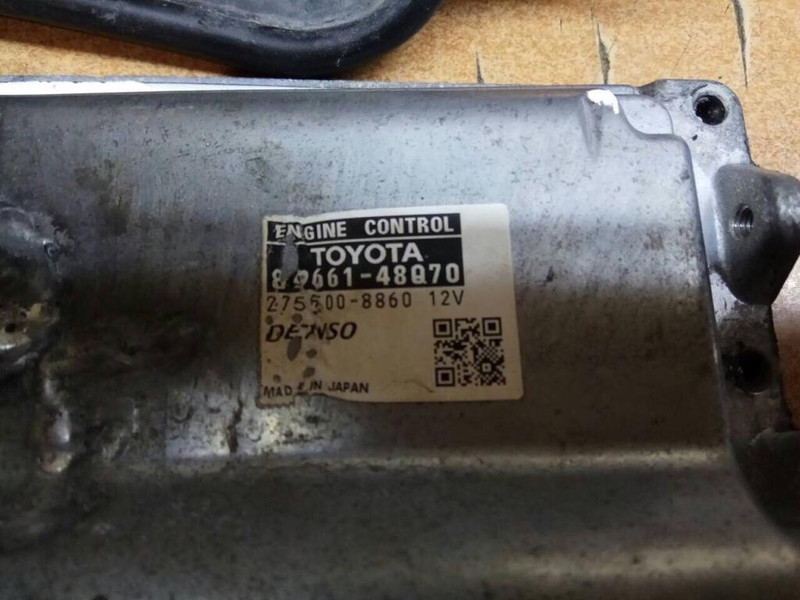 ENGINE CONTROL
TOYOTA
89661-48Q70
275500-8860 12V
DENSO
MADE IN JAPAN